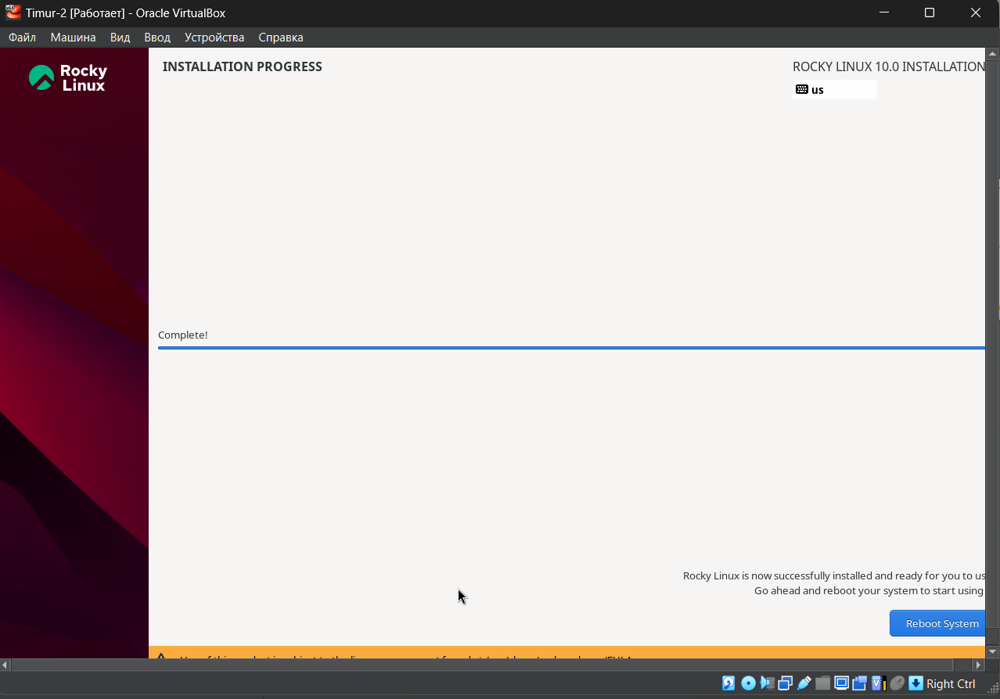 Timur-2 [Работает] - Oracle VirtualBox
Файл Машина Вид Ввод Устройства Справка
Rocky
Linux
INSTALLATION PROGRESS
ROCKY LINUX 10.0 INSTALLATION
us
Complete!
Rocky Linux is now successfully installed and ready for you to us
Go ahead and reboot your system to start using
Reboot System
Right Ctrl